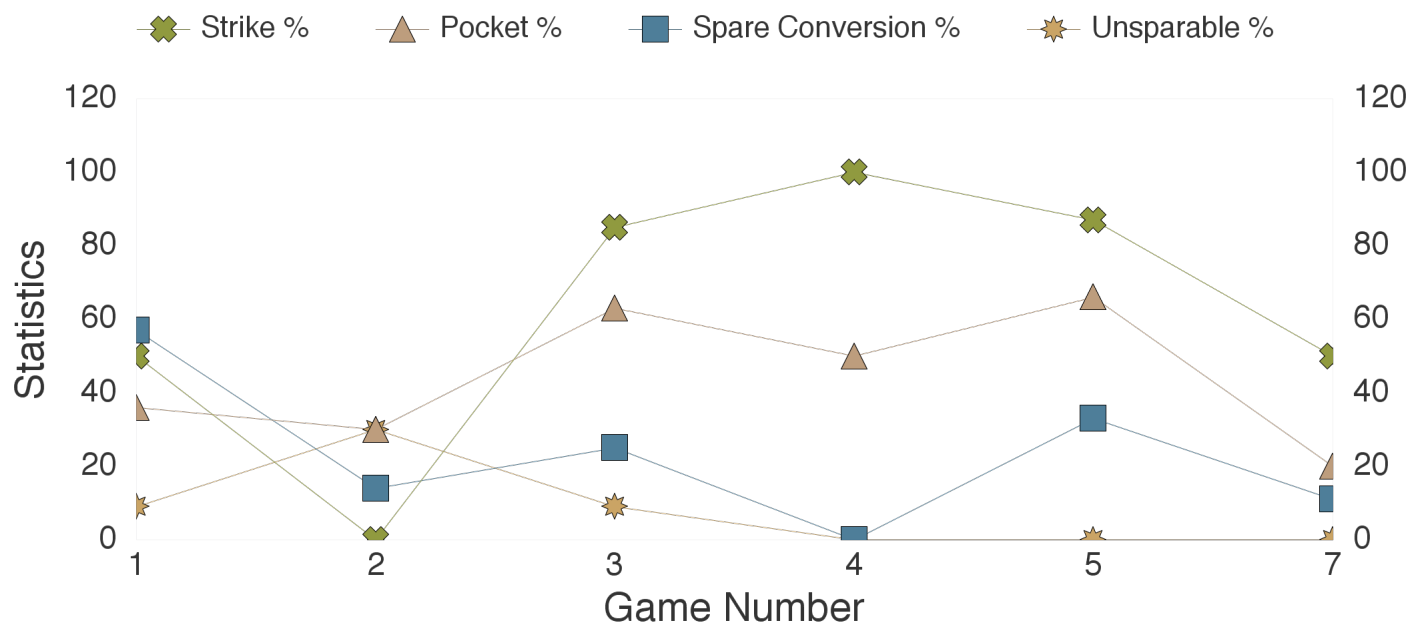 Strike % Pocket % Spare Conversion % Unsparable %
120 120
100 100
80 80
60 60
40 40
20 20
0 0
Statistics
1 2 3 4 5 7
Game Number